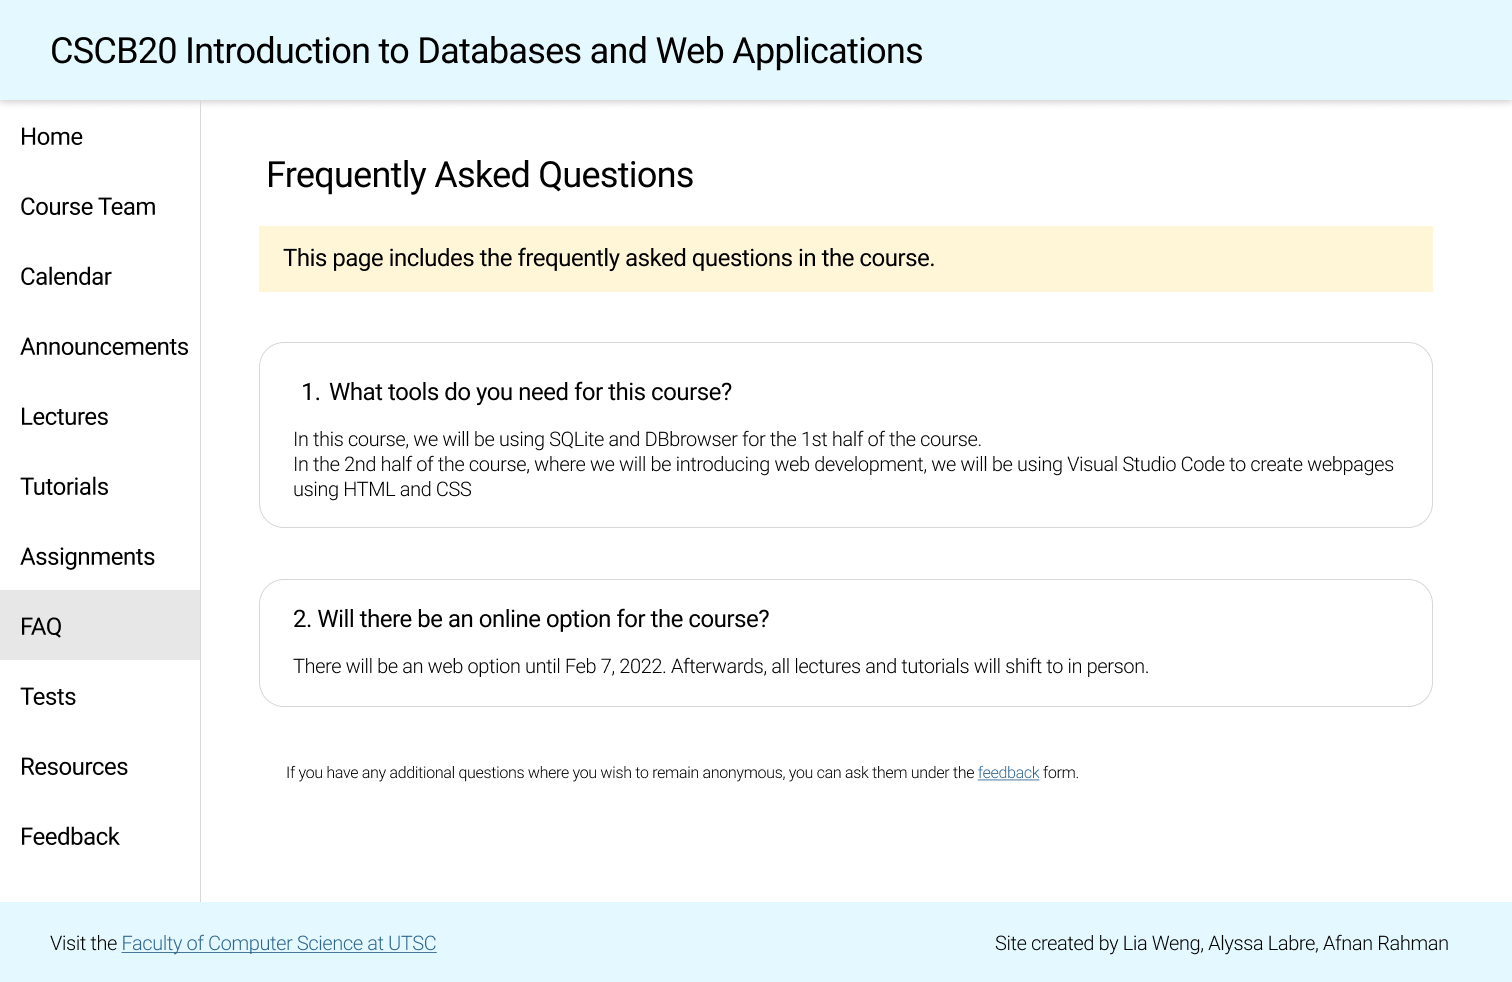 CSCB20 Introduction to Databases and Web Applications
Home
Course Team
Calendar
Announcements
Lectures
Tutorials
Assignments
FAQ
Tests
Resources
Feedback
Frequently Asked Questions
This page includes the frequently asked questions in the course.
1. What tools do you need for this course?
In this course, we will be using SQLite and DBbrowser for the 1st half of the course.
In the 2nd half of the course, where we will be introducing web development, we will be using Visual Studio Code to create webpages
using HTML and CSS
2. Will there be an online option for the course?
There will be an web option until Feb 7, 2022. Afterwards, all lectures and tutorials will shift to in person.
If you have any additional questions where you wish to remain anonymous, you can ask them under the feedback form.
Visit the Faculty of Computer Science at UTSC
Site created by Lia Weng, Alyssa Labre, Afnan Rahman